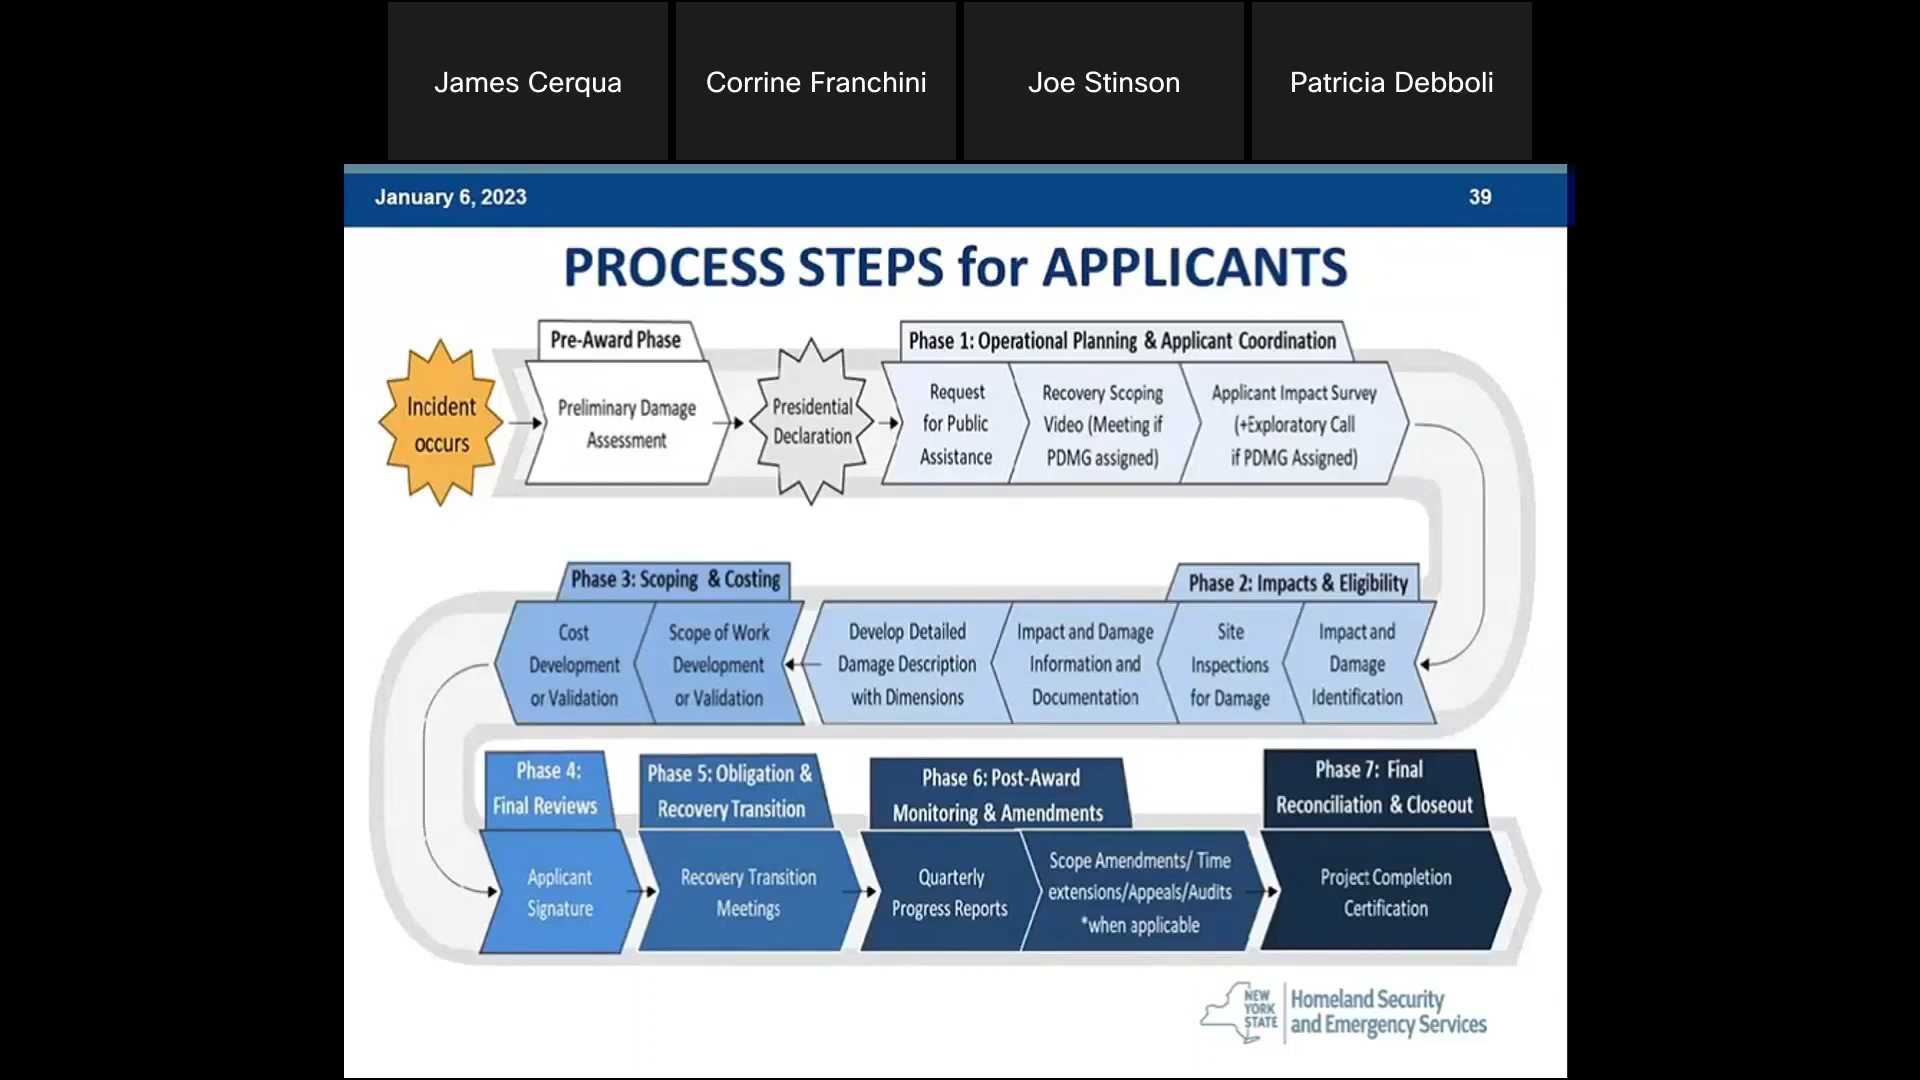 James Cerqua
Corrine Franchini
Joe Stinson
Patricia Debboli
January 6, 2023
39
PROCESS STEPS for APPLICANTS
Incident
occurs
Pre-Award Phase
Preliminary Damage
Assessment
Presidential
Declaration
Phase 1: Operational Planning & Applicant Coordination
Request
for Public
Assistance
Recovery Scoping
Video (Meeting if
PDMG assigned)
Applicant Impact Survey
(+Exploratory Call
if PDMG Assigned)
Phase 2: Impacts & Eligibility
Impact and
Damage
Identification
Site
Inspections
for Damage
Impact and Damage
Information and
Documentation
Develop Detailed
Damage Description
with Dimensions
Phase 3: Scoping & Costing
Scope of Work
Development
or Validation
Cost
Development
or Validation
Phase 4:
Final Reviews
Applicant
Signature
Phase 5: Obligation &
Recovery Transition
Recovery Transition
Meetings
Phase 6: Post-Award
Monitoring & Amendments
Quarterly
Progress Reports
Scope Amendments/ Time
extensions/Appeals/Audits
*when applicable
Phase 7: Final
Reconciliation & Closeout
Project Completion
Certification
NEW
YORK
STATE
Homeland Security
and Emergency Services